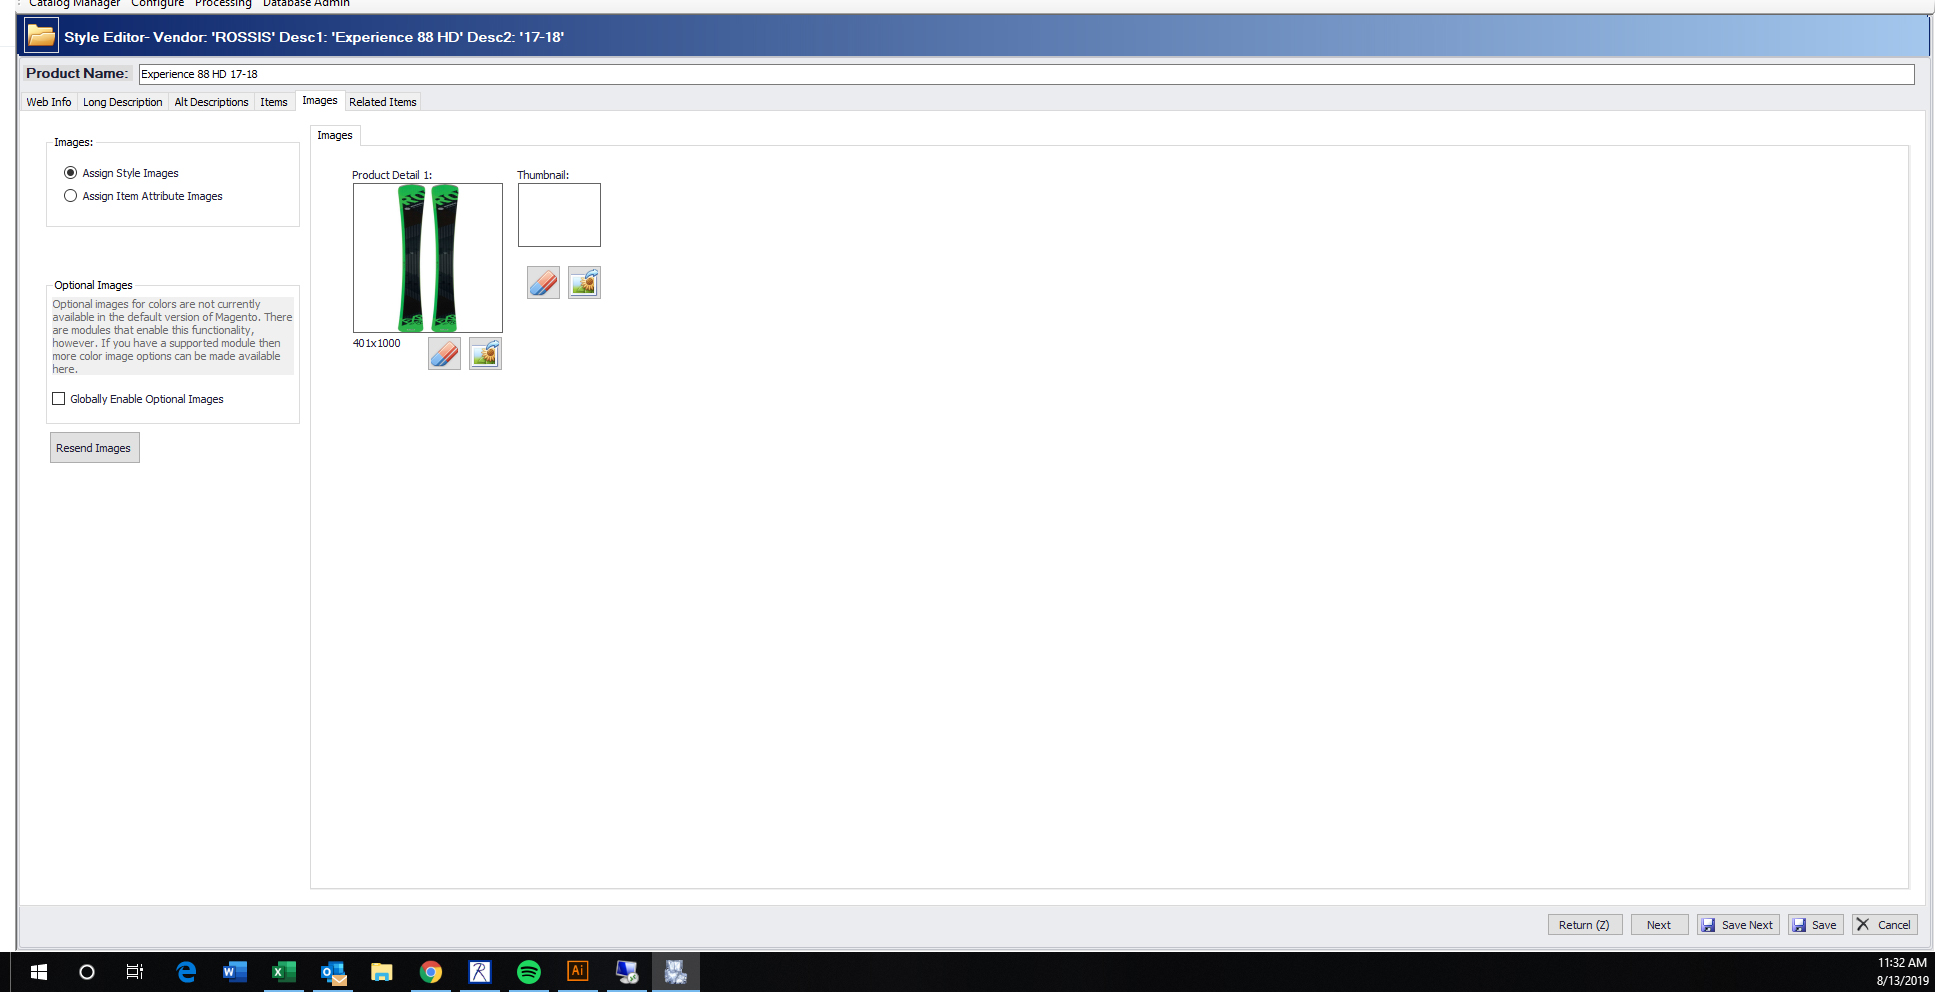 Catalog Manager Configure Processing Database Admin
Style Editor- Vendor: 'ROSSIS' Desc1: 'Experience 88 HD' Desc2: '17-18'
Product Name: Experience 88 HD 17-18
Web Info Long Description Alt Descriptions Items Images Related Items
Images:
Assign Style Images
Assign Item Attribute Images
Optional Images
Optional images for colors are not currently
available in the default version of Magento. There
are modules that enable this functionality,
however. If you have a supported module then
more color image options can be made available
here.
Globally Enable Optional Images
Resend Images
Images
Product Detail 1: Thumbnail:
401x1000
Return (Z) Next Save Next Save Cancel
11:32 AM
8/13/2019